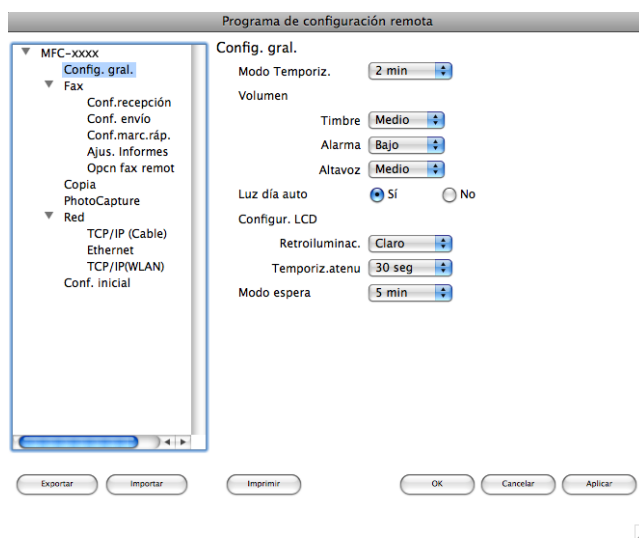 Programa de configuración remota
MFC-xxxx
Config. gral.
Fax
Conf.recepción
Conf. envío
Conf.marc.ráp.
Ajus. Informes
Opcn fax remot
Copia
PhotoCapture
Red
TCP/IP (Cable)
Ethernet
TCP/IP(WLAN)
Conf. inicial
Config. gral.
Modo Temporiz. 2 min
Volumen
Timbre Medio
Alarma Bajo
Altavoz Medio
Luz día auto Sí No
Configur. LCD
Retroiluminac. Claro
Temporiz.atenu 30 seg
Modo espera 5 min
Exportar Importar Imprimir OK Cancelar Aplicar